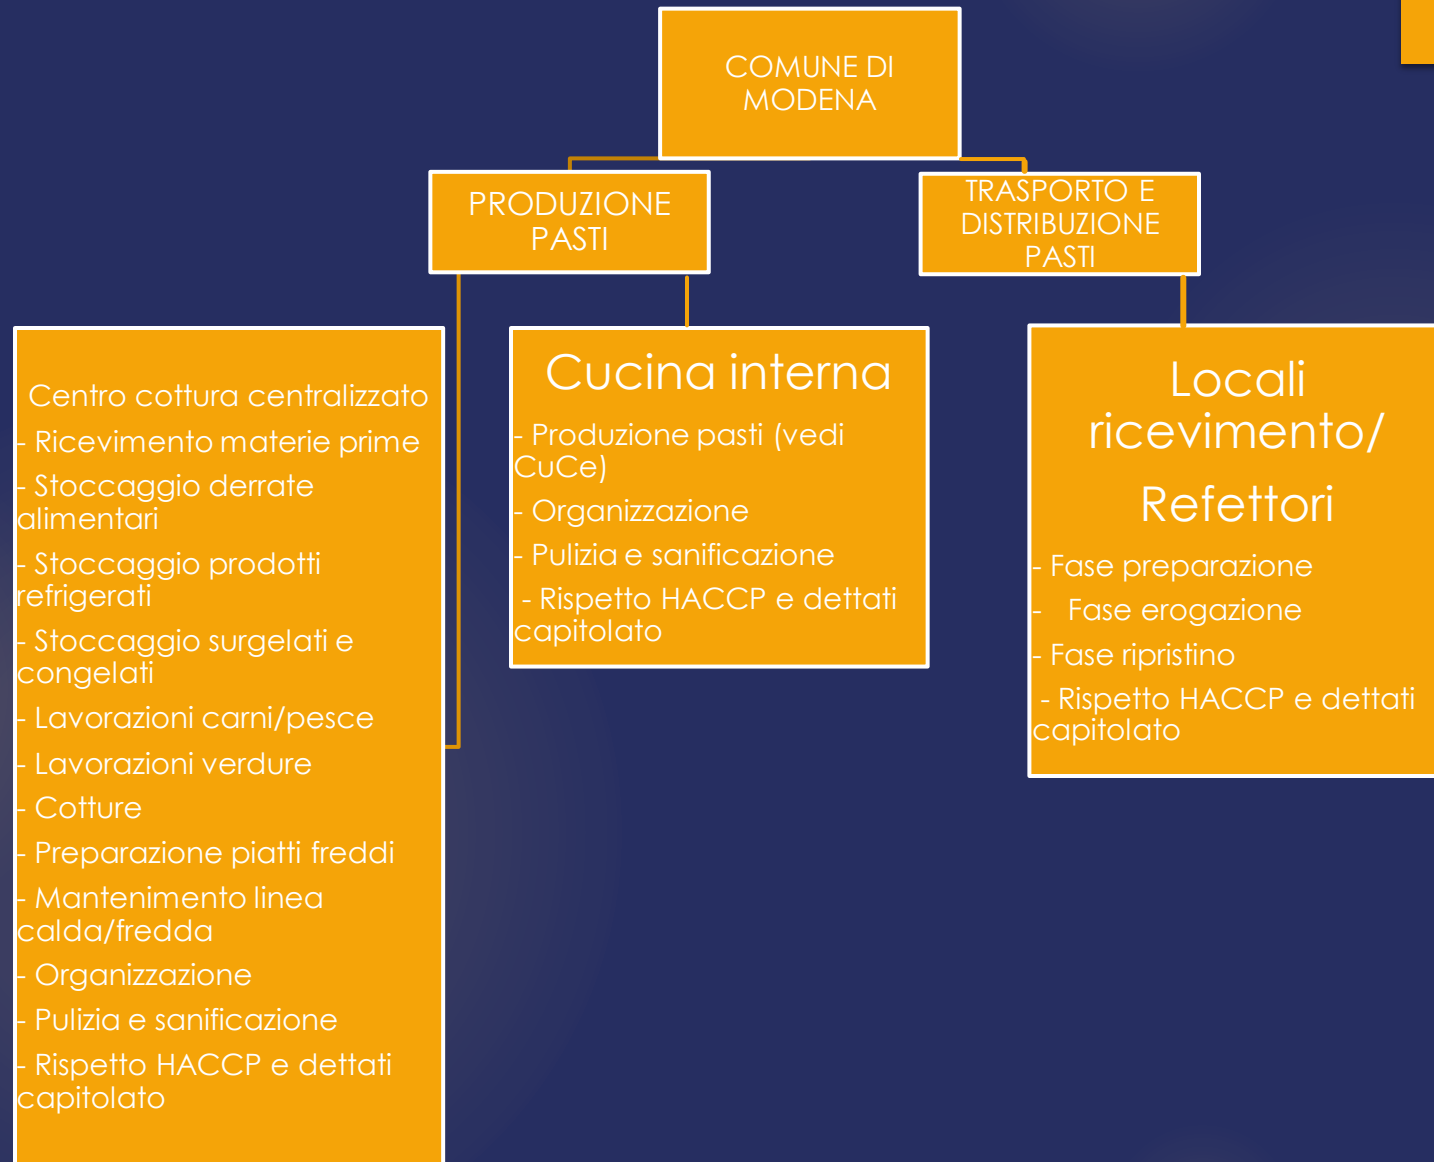 COMUNE DI
MODENA
PRODUZIONE
PASTI
TRASPORTO E
DISTRIBUZIONE
PASTI
Centro cottura centralizzato
- Ricevimento materie prime
- Stoccaggio derrate
alimentari
- Stoccaggio prodotti
refrigerati
- Stoccaggio surgelati e
congelati
- Lavorazioni carni/pesce
- Lavorazioni verdure
- Cotture
- Preparazione piatti freddi
- Mantenimento linea
calda/fredda
- Organizzazione
- Pulizia e sanificazione
- Rispetto HACCP e dettati
capitolato
Cucina interna
- Produzione pasti (vedi
CuCe)
- Organizzazione
- Pulizia e sanificazione
- Rispetto HACCP e dettati
capitolato
Locali
ricevimento/
Refettori
- Fase preparazione
- Fase erogazione
- Fase ripristino
- Rispetto HACCP e dettati
capitolato